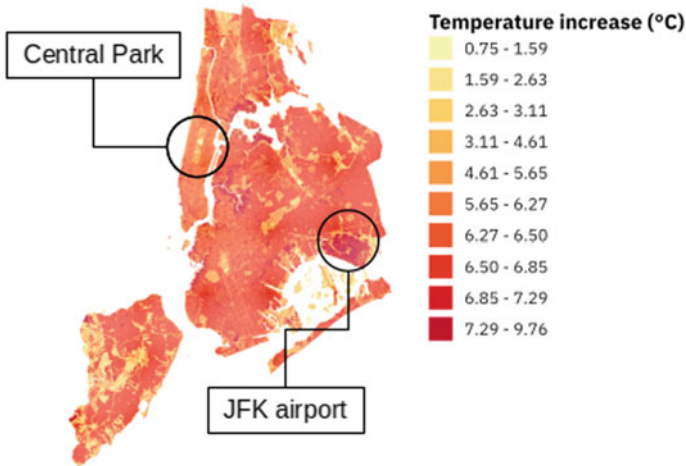 Central Park
Temperature increase (°C)
0.75 - 1.59
1.59 - 2.63
2.63 - 3.11
3.11 - 4.61
4.61 - 5.65
5.65 - 6.27
6.27 - 6.50
6.50 - 6.85
6.85 - 7.29
7.29 - 9.76
JFK airport